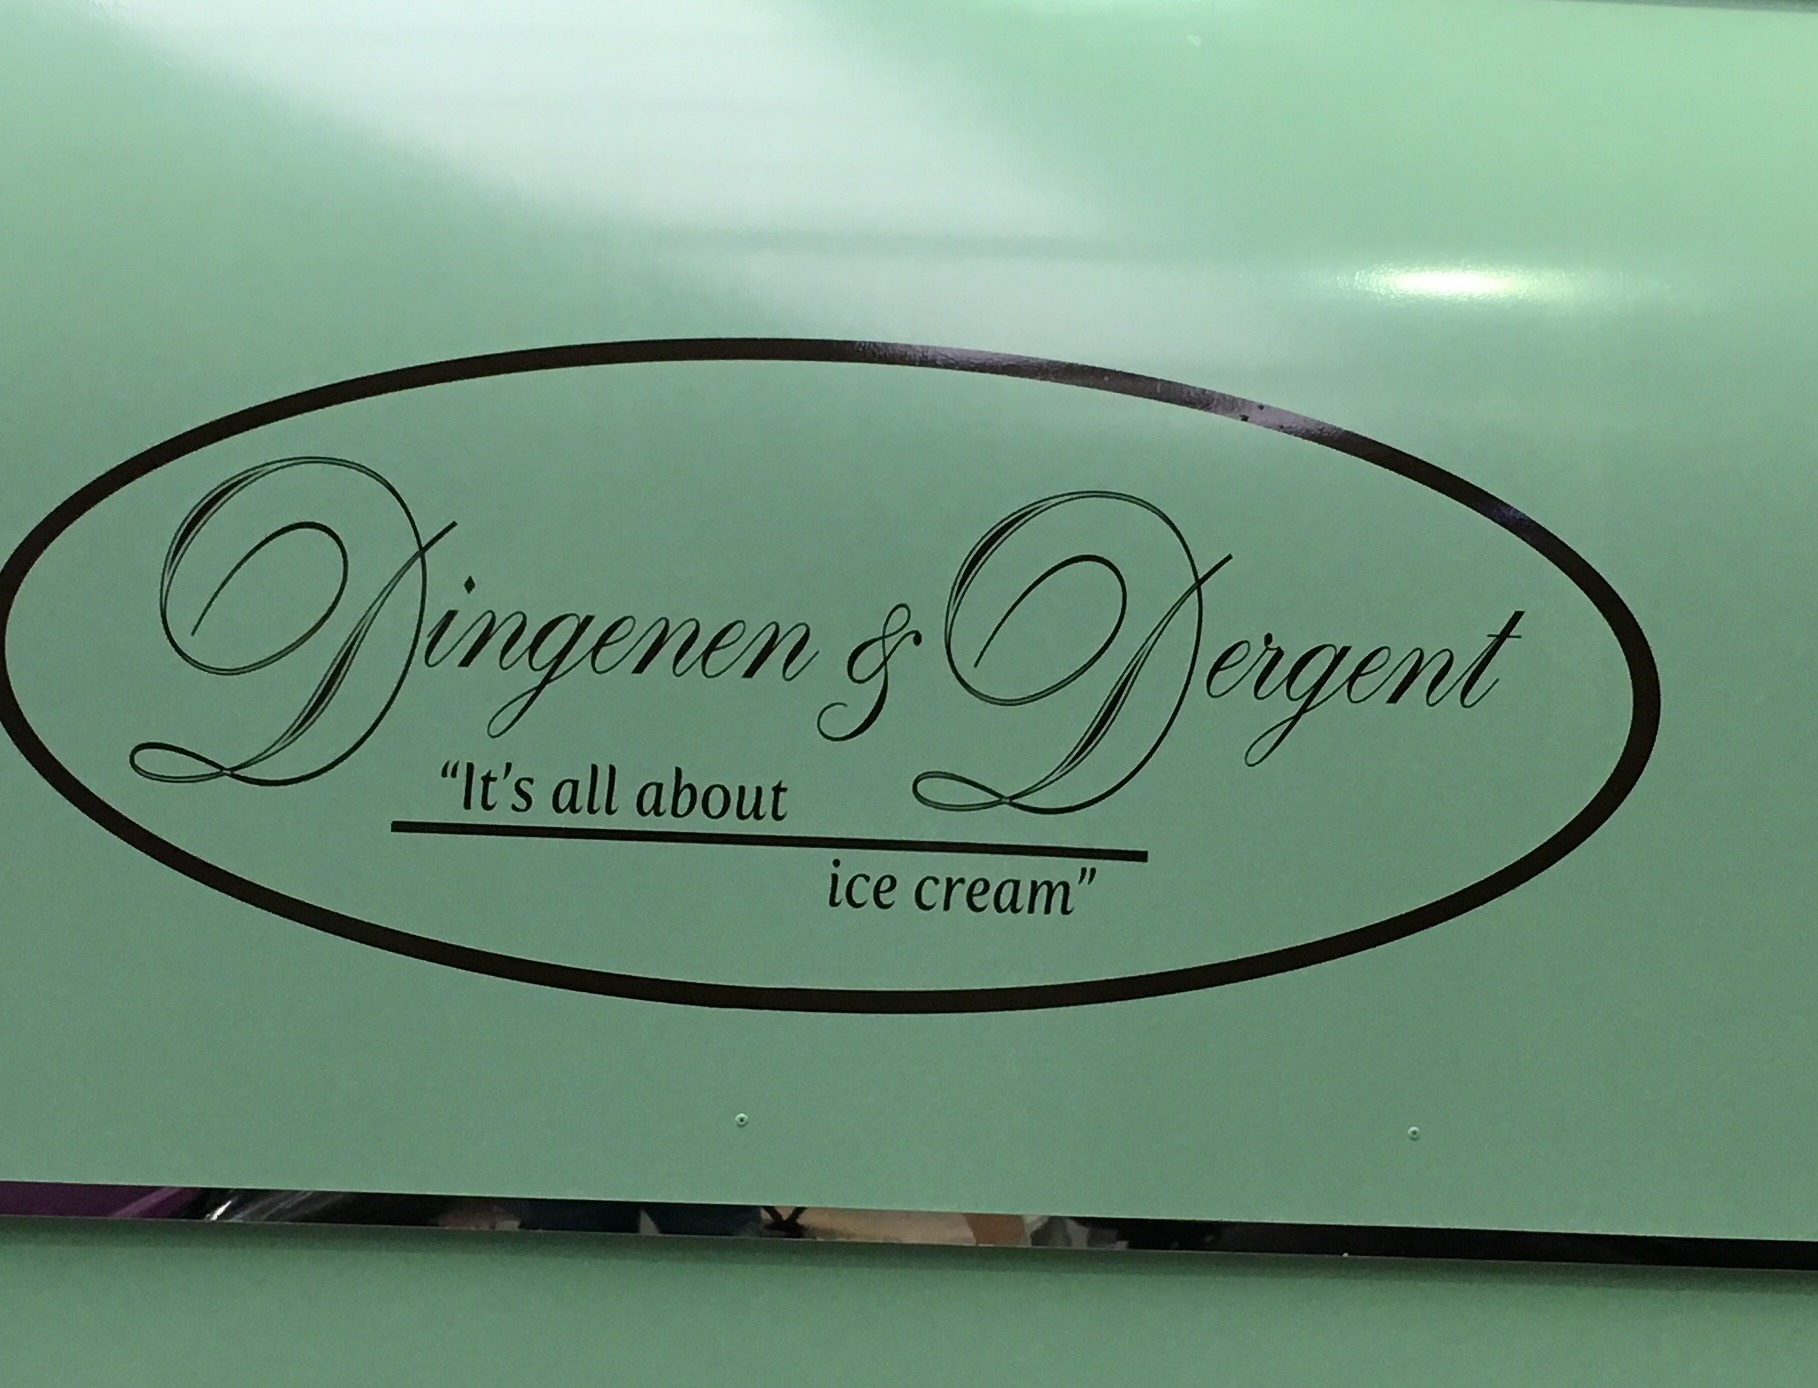 Dingenen & Dergent
“It’s all about
ice cream”